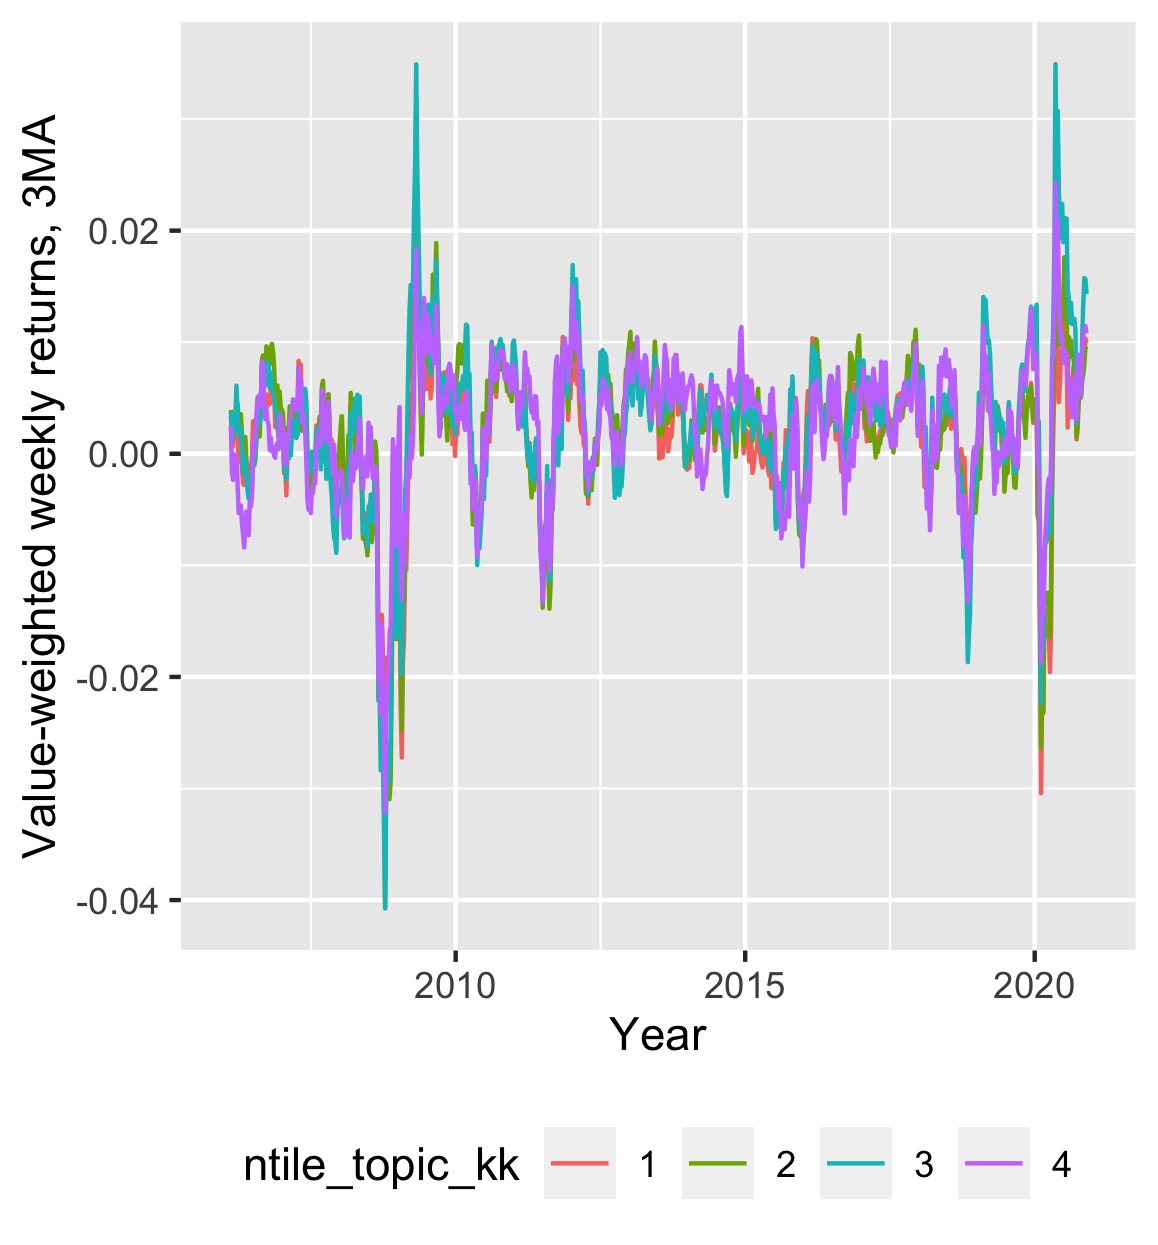 Value-weighted weekly returns, 3MA
0.02
0.00
-0.02
-0.04
2010 2015 2020
Year
ntile_topic_kk 1 2 3 4